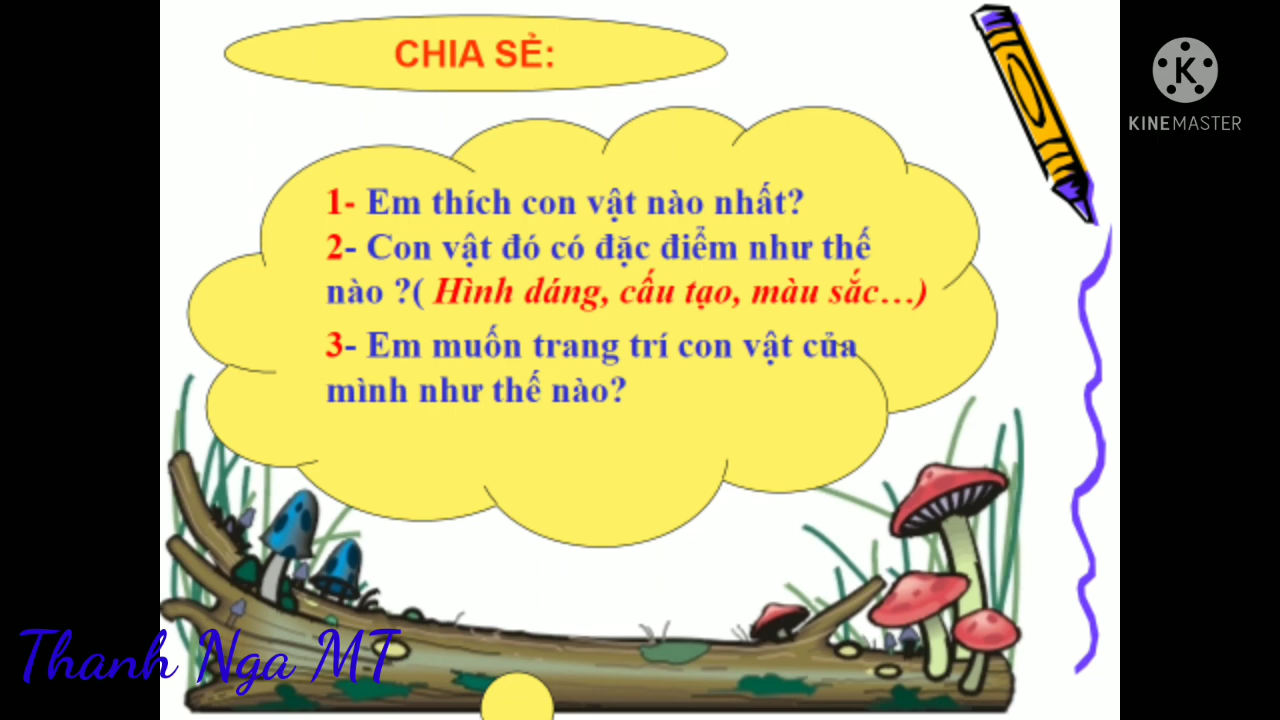 CHIA SẺ:
KINEMASTER
1- Em thích con vật nào nhất?
2- Con vật đó có đặc điểm như thế
nào ?( Hình dáng, cấu tạo, màu sắc...)
3- Em muốn trang trí con vật của
mình như thế nào?
Thanh Nga MT